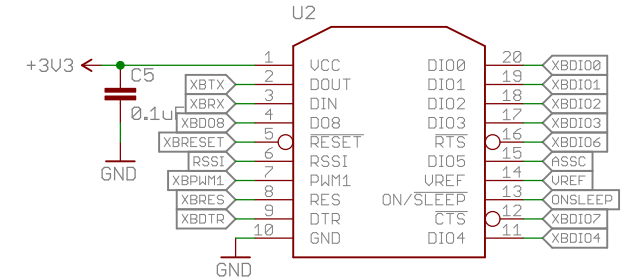 U2
+3V3
C5
0.1uF
GND
1 VCC
XBTX 2 DOUT
XBRX 3 DIN
XBDO8 4 DO8
XBRESET 5 RESET
RSSI 6 RSSI
XBPWM1 7 PWM1
XBRES 8 RES
XBDTR 9 DTR
10 GND
GND
DIO0 20 XBDIO0
DIO1 19 XBDIO1
DIO2 18 XBDIO2
DIO3 17 XBDIO3
RTS 16 XBDIO6
DIO5 15 ASSC
VREF 14 VREF
ON/SLEEP 13 ONSLEEP
CTS 12 XBDIO7
DIO4 11 XBDIO4